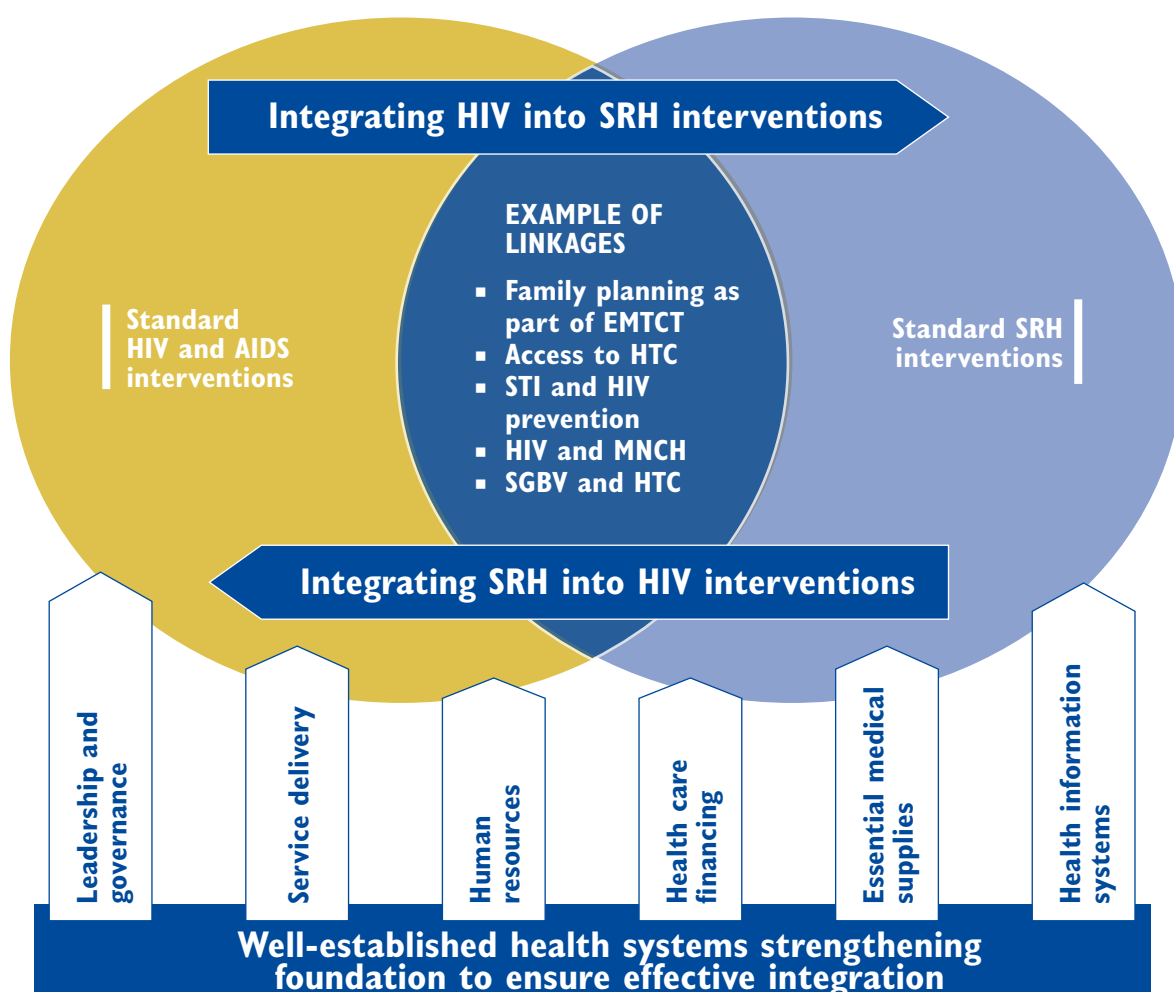 Integrating HIV into SRH interventions
EXAMPLE OF
LINKAGES
▪ Family planning as
part of EMTCT
▪ Access to HTC
▪ STI and HIV
prevention
▪ HIV and MNCH
▪ SGBV and HTC
Standard
HIV and AIDS
interventions
Standard SRH
interventions
Integrating SRH into HIV interventions
Leadership and
governance
Service delivery
Human
resources
Health care
financing
Essential medical
supplies
Health information
systems
Well-established health systems strengthening
foundation to ensure effective integration